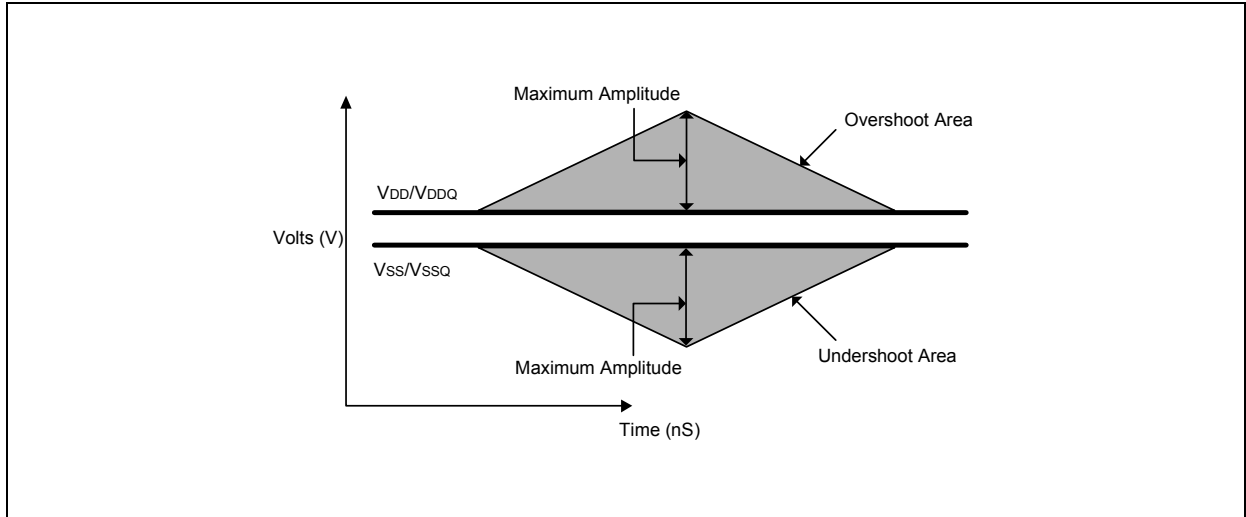 Maximum Amplitude
Overshoot Area
VDD/VDDQ
Volts (V)
VSS/VSSQ
Undershoot Area
Maximum Amplitude
Time (nS)